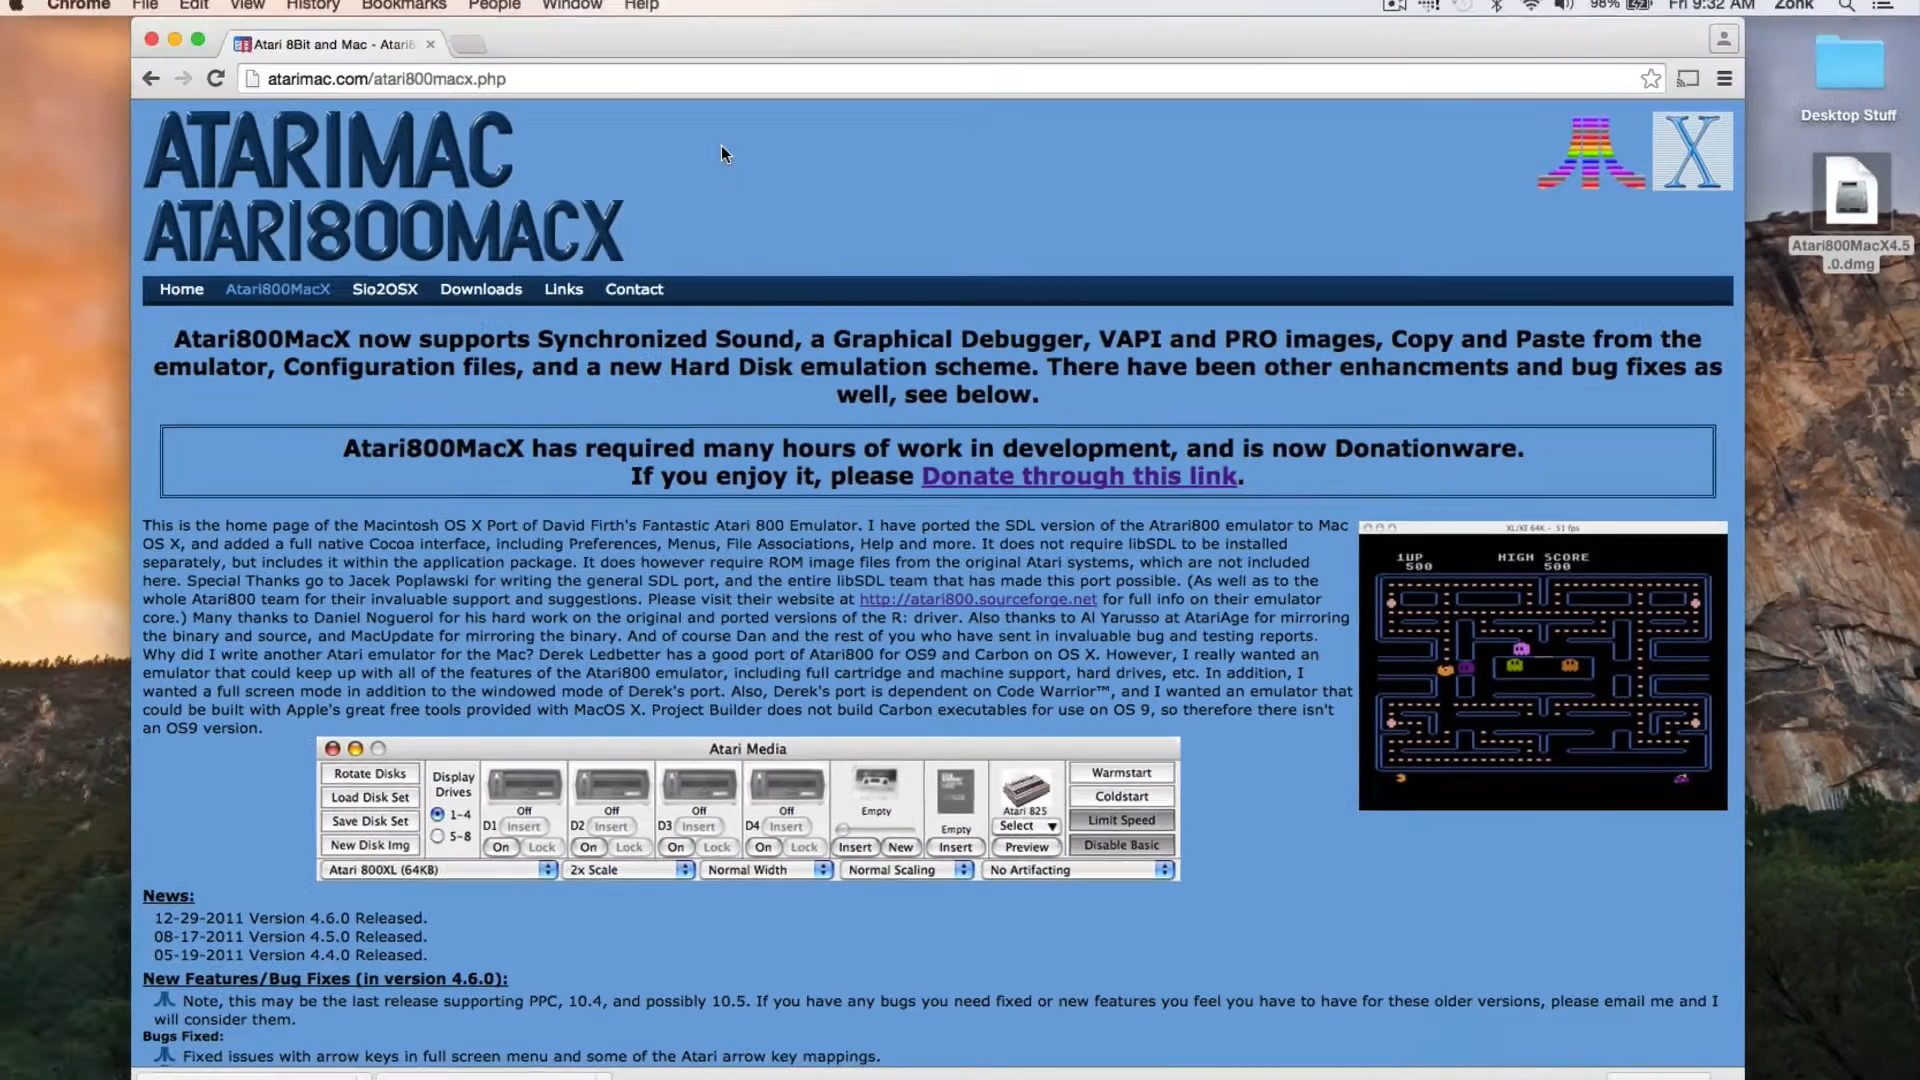 Chrome File Edit View History Bookmarks People Window Help 98% Fri 9:32 AM Zonk
Atari 8Bit and Mac - Atari8
atarimac.com/atari800macx.php
Desktop Stuff
Atari800MacX4.5
.0.dmg
ATARIMAC
ATARI800MACX
X
Home Atari800MacX Sio2OSX Downloads Links Contact
Atari800MacX now supports Synchronized Sound, a Graphical Debugger, VAPI and PRO images, Copy and Paste from the
emulator, Configuration files, and a new Hard Disk emulation scheme. There have been other enhancments and bug fixes as
well, see below.
Atari800MacX has required many hours of work in development, and is now Donationware.
If you enjoy it, please Donate through this link.
This is the home page of the Macintosh OS X Port of David Firth's Fantastic Atari 800 Emulator. I have ported the SDL version of the Atrari800 emulator to Mac
OS X, and added a full native Cocoa interface, including Preferences, Menus, File Associations, Help and more. It does not require libSDL to be installed
separately, but includes it within the application package. It does however require ROM image files from the original Atari systems, which are not included
here. Special Thanks go to Jacek Poplawski for writing the general SDL port, and the entire libSDL team that has made this port possible. (As well as to the
whole Atari800 team for their invaluable support and suggestions. Please visit their website at http://atari800.sourceforge.net for full info on their emulator
core.) Many thanks to Daniel Noguerol for his hard work on the original and ported versions of the R: driver. Also thanks to Al Yarusso at AtariAge for mirroring
the binary and source, and MacUpdate for mirroring the binary. And of course Dan and the rest of you who have sent in invaluable bug and testing reports.
Why did I write another Atari emulator for the Mac? Derek Ledbetter has a good port of Atari800 for OS9 and Carbon on OS X. However, I really wanted an
emulator that could keep up with all of the features of the Atari800 emulator, including full cartridge and machine support, hard drives, etc. In addition, I
wanted a full screen mode in addition to the windowed mode of Derek's port. Also, Derek's port is dependent on Code Warrior™, and I wanted an emulator that
could be built with Apple's great free tools provided with MacOS X. Project Builder does not build Carbon executables for use on OS 9, so therefore there isn't
an OS9 version.
XL/XE 64K - 51 fps
1UP HIGH SCORE
500 500
Atari Media
Rotate Disks
Load Disk Set
Save Disk Set
New Disk Img
Display
Drives
1-4
5-8
Off Off Off Off Empty
D1 Insert D2 Insert D3 Insert D4 Insert
On Lock On Lock On Lock On Lock Insert New
Empty
Insert
Atari 825
Select
Preview
Warmstart
Coldstart
Limit Speed
Disable Basic
Atari 800XL (64KB) 2x Scale Normal Width Normal Scaling No Artifacting
News:
12-29-2011 Version 4.6.0 Released.
08-17-2011 Version 4.5.0 Released.
05-19-2011 Version 4.4.0 Released.
New Features/Bug Fixes (in version 4.6.0):
Note, this may be the last release supporting PPC, 10.4, and possibly 10.5. If you have any bugs you need fixed or new features you feel you have to have for these older versions, please email me and I
will consider them.
Bugs Fixed:
Fixed issues with arrow keys in full screen menu and some of the Atari arrow key mappings.